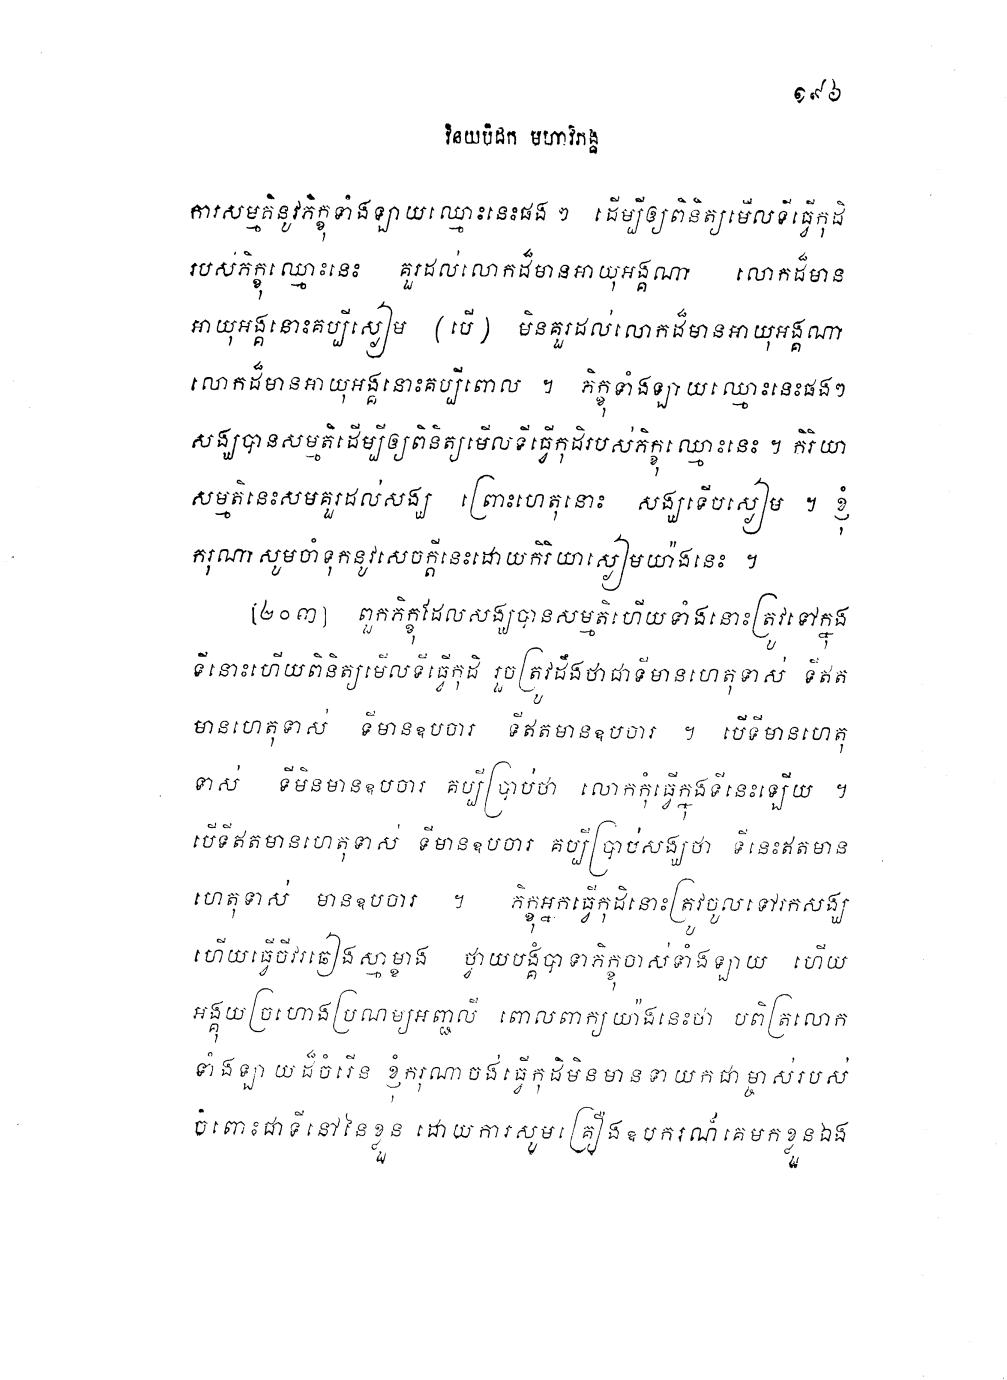 ១៩៦
វិនយបិដក មហាវិភង្គ
ការសម្មតិនូវភិក្ខុទាំងឡាយឈ្មោះនេះផង ៗ ដើម្បីឲ្យពិនិត្យមើលទីធ្វើកុដិ
របស់ភិក្ខុឈ្មោះនេះ គួរដល់លោកដ៏មានអាយុអង្គណា លោកដ៏មាន
អាយុអង្គនោះគប្បីស្ងៀម (បើ) មិនគួរដល់លោកដ៏មានអាយុអង្គណា
លោកដ៏មានអាយុអង្គនោះគប្បីពោល ។ ភិក្ខុទាំងឡាយឈ្មោះនេះផងៗ
សង្ឃបានសម្មតិដើម្បីឲ្យពិនិត្យមើលទីធ្វើកុដិរបស់ភិក្ខុឈ្មោះនេះ ។ កិរិយា
សម្មតិនេះសមគួរដល់សង្ឃ ព្រោះហេតុនោះ សង្ឃទើបស្ងៀម ។ ខ្ញុំ
ករុណាសូមចាំទុកនូវសេចក្តីនេះដោយកិរិយាស្ងៀមយ៉ាងនេះ ។
[២០៣] ពួកភិក្ខុដែលសង្ឃបានសម្មតិហើយទាំងនោះត្រូវទៅក្នុង
ទីនោះហើយពិនិត្យមើលទីធ្វើកុដិ រួចត្រូវដឹងថាជាទីមានហេតុទាស់ ទីឥត
មានហេតុទាស់ ទីមានឧបចារ ទីឥតមានឧបចារ ។ បើទីមានហេតុ
ទាស់ ទីមិនមានឧបចារ គប្បីប្រាប់ថា លោកកុំធ្វើក្នុងទីនេះឡើយ ។
បើទីឥតមានហេតុទាស់ ទីមានឧបចារ គប្បីប្រាប់សង្ឃថា ទីនេះឥតមាន
ហេតុទាស់ មានឧបចារ ។ ភិក្ខុអ្នកធ្វើកុដិនោះត្រូវចូលទៅរកសង្ឃ
ហើយធ្វើចីវរឆៀងស្មាម្ខាង ថ្វាយបង្គំបាទាភិក្ខុចាស់ទាំងឡាយ ហើយ
អង្គុយច្រហោងប្រណម្យអញ្ជលី ពោលពាក្យយ៉ាងនេះថា បពិត្រលោក
ទាំងឡាយដ៏ចំរើន ខ្ញុំករុណាចង់ធ្វើកុដិមិនមានទាយកជាម្ចាស់របស់
ចំពោះជាទីនៅនៃខ្លួន ដោយការសូមគ្រឿងឧបករណ៍គេមកខ្លួនឯង